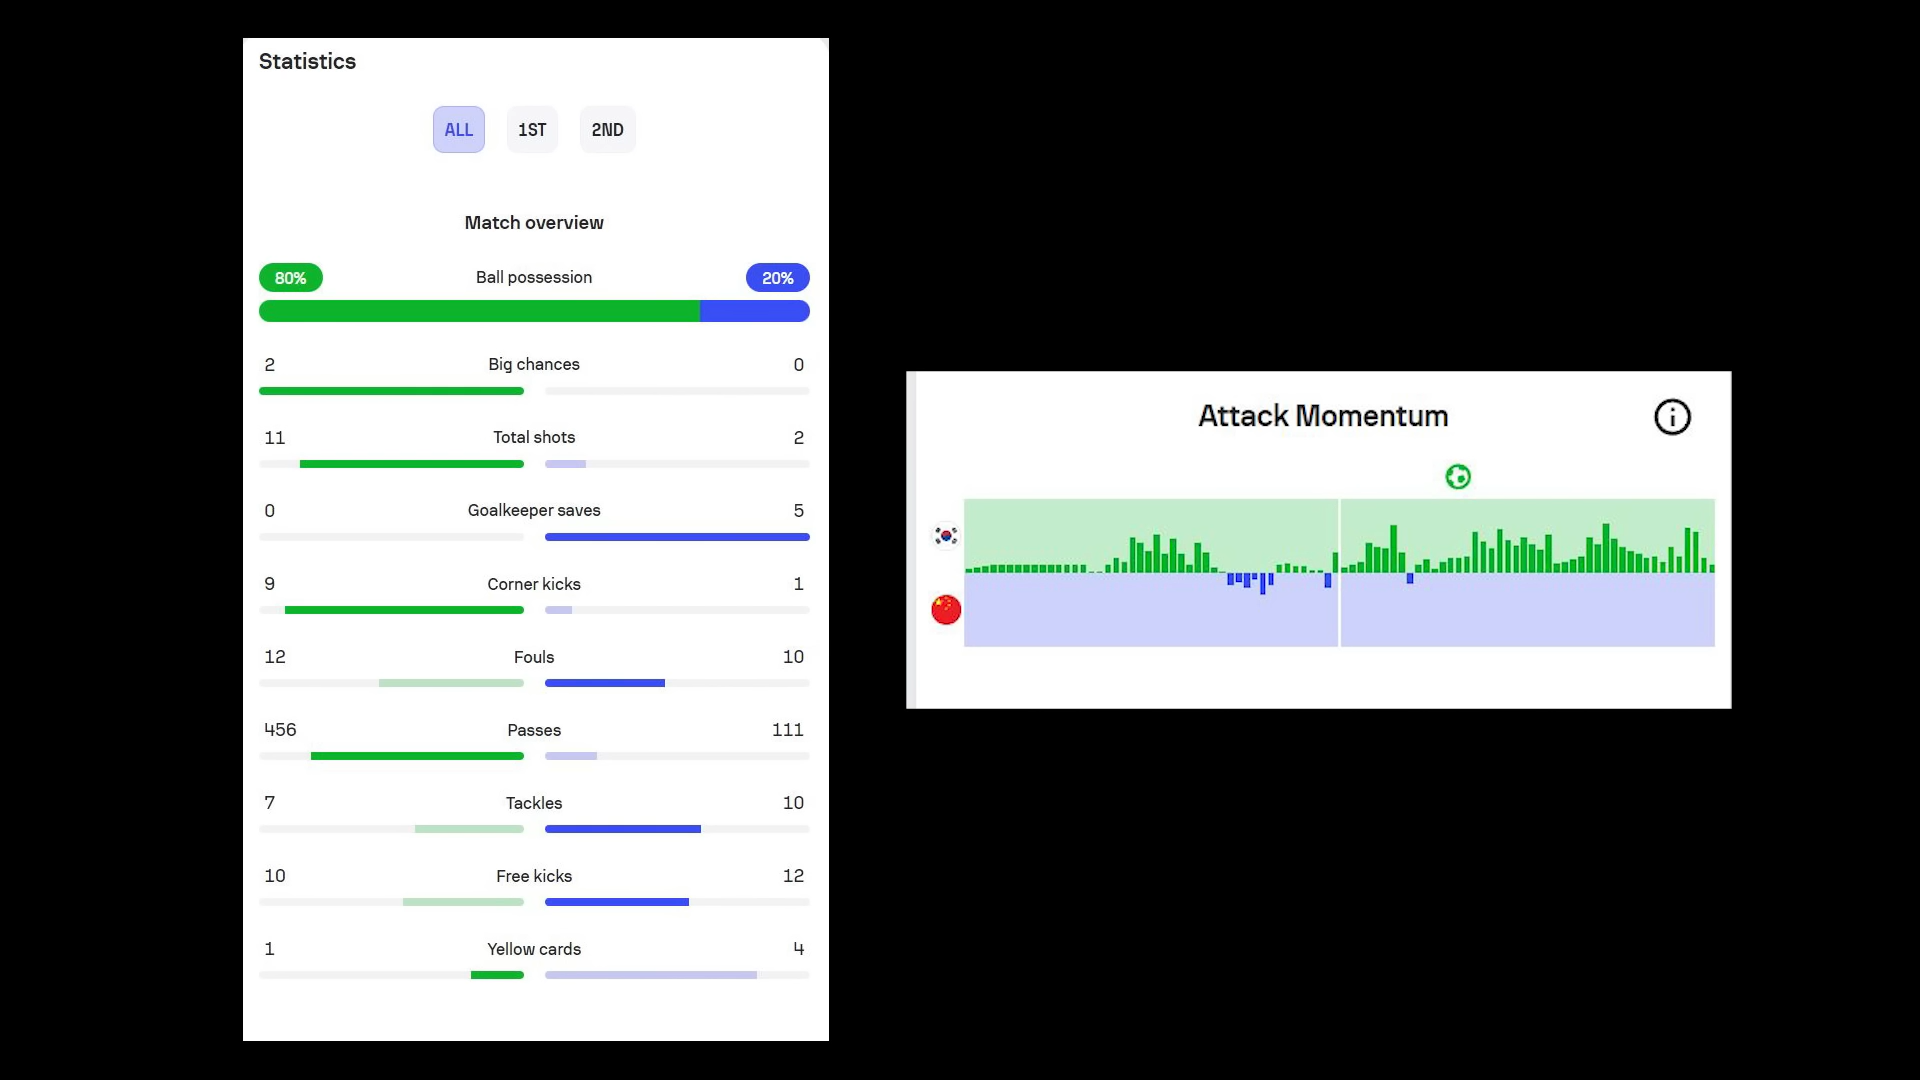 Statistics
ALL 1ST 2ND
Match overview
80% Ball possession 20%
2 Big chances 0
11 Total shots 2
0 Goalkeeper saves 5
9 Corner kicks 1
12 Fouls 10
456 Passes 111
7 Tackles 10
10 Free kicks 12
1 Yellow cards 4
Attack Momentum